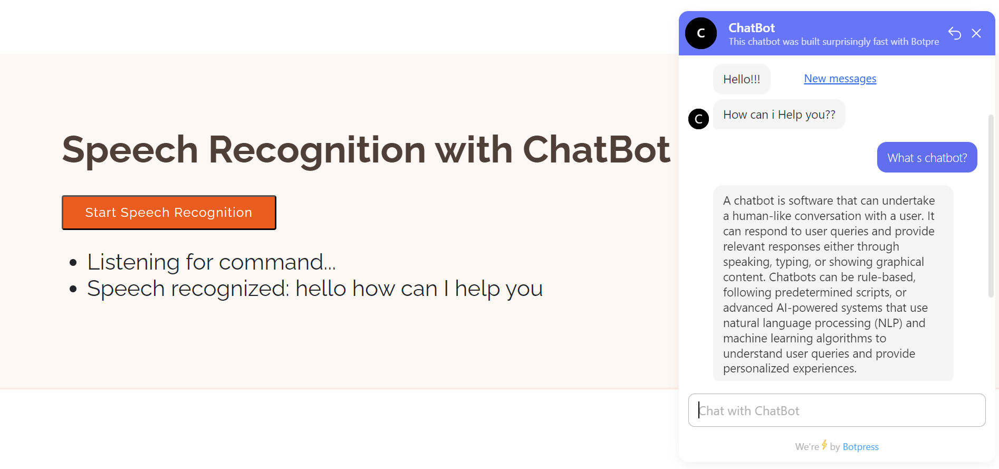 Speech Recognition with ChatBot
Start Speech Recognition
Listening for command...
Speech recognized: hello how can I help you
C
ChatBot
This chatbot was built surprisingly fast with Botpre
Hello!!!
New messages
C
How can i Help you??
What s chatbot?
A chatbot is software that can undertake
a human-like conversation with a user. It
can respond to user queries and provide
relevant responses either through
speaking, typing, or showing graphical
content. Chatbots can be rule-based,
following predetermined scripts, or
advanced AI-powered systems that use
natural language processing (NLP) and
machine learning algorithms to
understand user queries and provide
personalized experiences.
Chat with ChatBot
We're⚡by Botpress